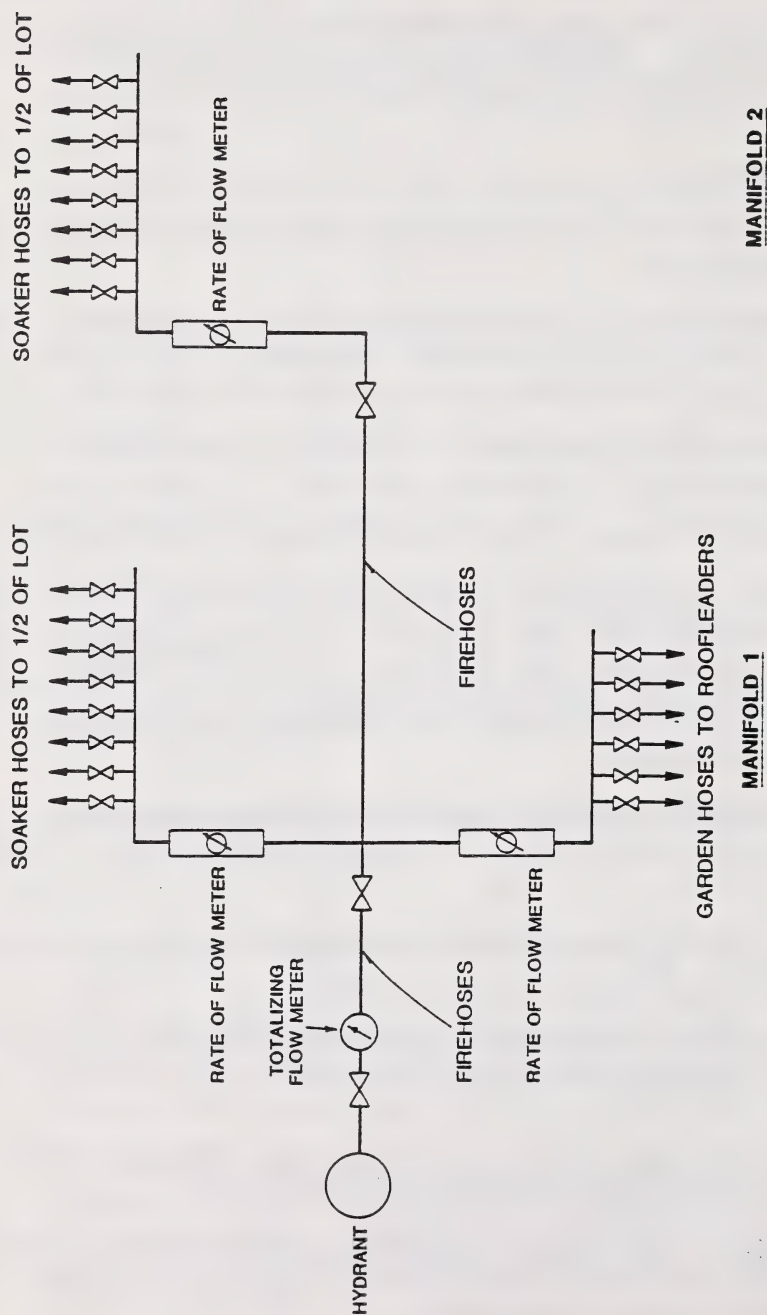 SOAKER HOSES TO 1/2 OF LOT
SOAKER HOSES TO 1/2 OF LOT
RATE OF FLOW METER
RATE OF FLOW METER
TOTALIZING
FLOW METER
FIREHOSES
FIREHOSES
RATE OF FLOW METER
HYDRANT
GARDEN HOSES TO ROOFLEADERS
MANIFOLD 1
MANIFOLD 2